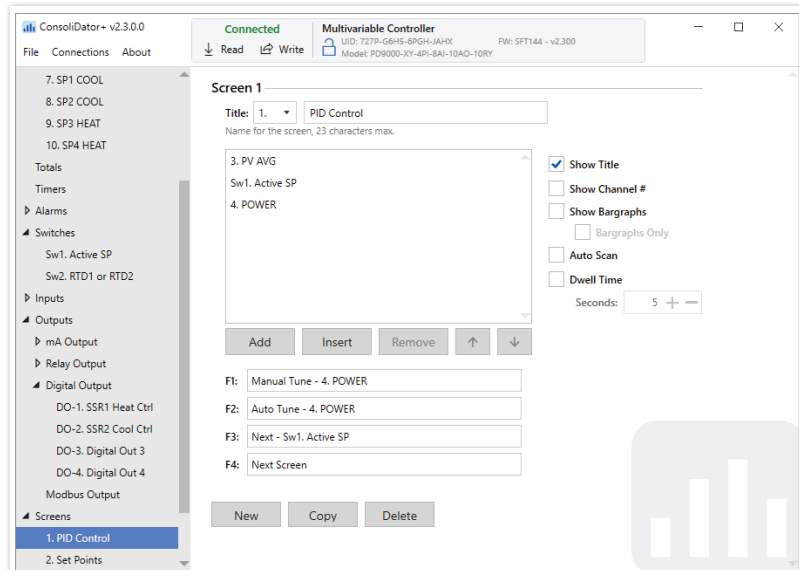 ConsoliDator+ v2.3.0.0
File Connections About
Connected
Read Write
Multivariable Controller
UID: 727P-G6HS-6PGH-JAHX FW: SFT144 - v2.300
Model: PD9000-XY-4PI-8AI-10AO-10RY
7. SP1 COOL
8. SP2 COOL
9. SP3 HEAT
10. SP4 HEAT
Totals
Timers
Alarms
Switches
Sw1. Active SP
Sw2. RTD1 or RTD2
Inputs
Outputs
mA Output
Relay Output
Digital Output
DO-1. SSR1 Heat Ctrl
DO-2. SSR2 Cool Ctrl
DO-3. Digital Out 3
DO-4. Digital Out 4
Modbus Output
Screens
1. PID Control
2. Set Points
Screen 1
Title: 1. PID Control
Name for the screen, 23 characters max.
3. PV AVG
Sw1. Active SP
4. POWER
Show Title
Show Channel #
Show Bargraphs
Bargraphs Only
Auto Scan
Dwell Time
Seconds: 5
Add Insert Remove
F1: Manual Tune - 4. POWER
F2: Auto Tune - 4. POWER
F3: Next - Sw1. Active SP
F4: Next Screen
New Copy Delete